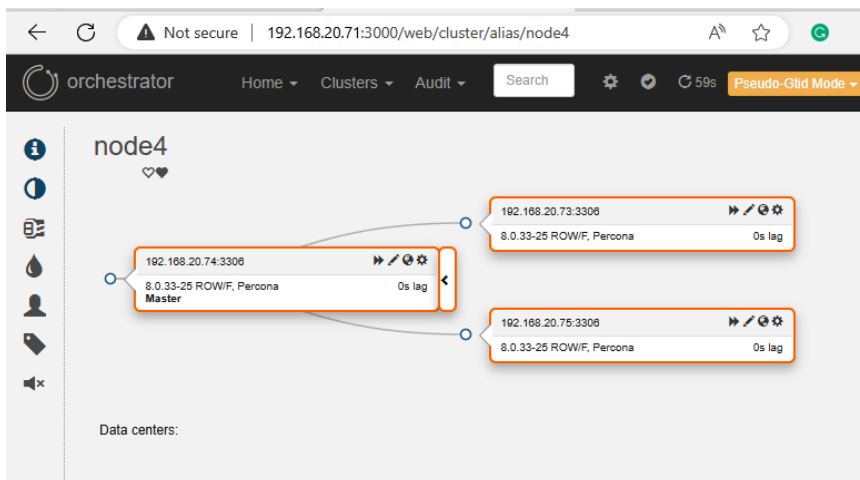 Not secure | 192.168.20.71:3000/web/cluster/alias/node4
orchestrator Home Clusters Audit Search 59s Pseudo-Gtid Mode
node4
192.168.20.73:3306
8.0.33-25 ROW/F, Percona 0s lag
192.168.20.74:3306
8.0.33-25 ROW/F, Percona 0s lag
Master
192.168.20.75:3306
8.0.33-25 ROW/F, Percona 0s lag
Data centers: